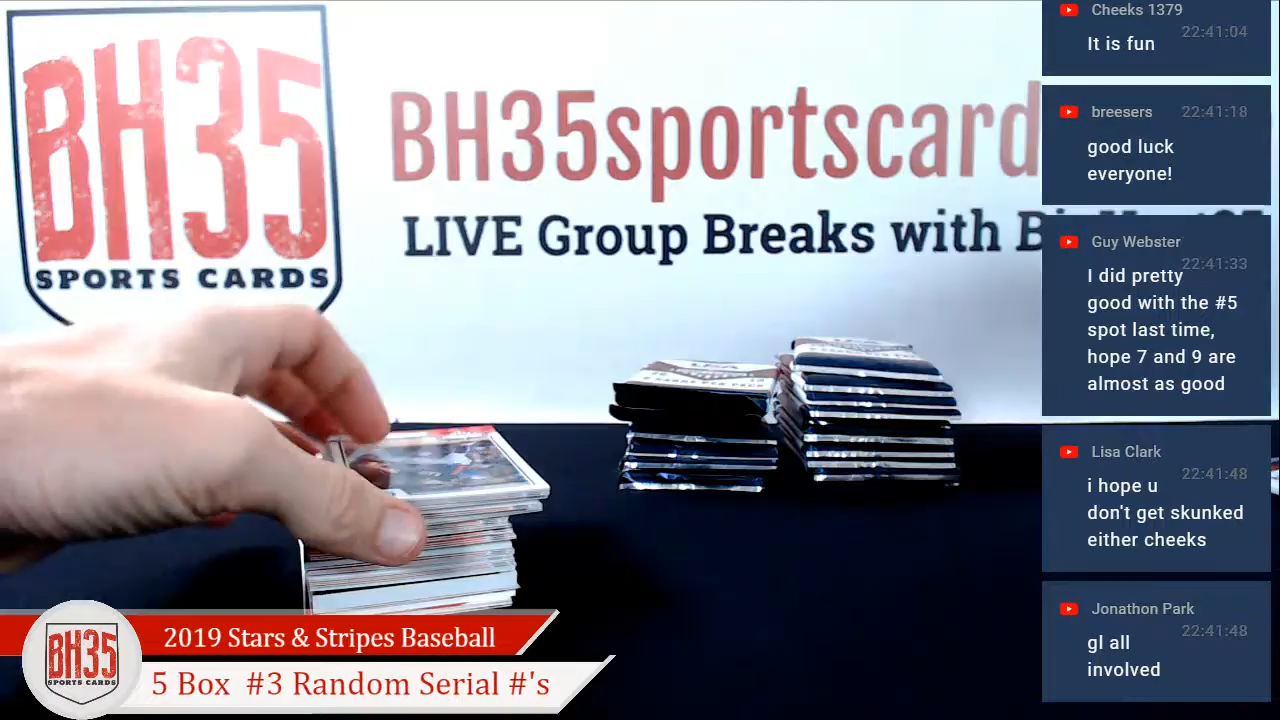 BH35
SPORTS CARDS
BH35sportscard
LIVE Group Breaks with B
USA
Cheeks 1379
22:41:04
It is fun
breesers
22:41:18
good luck
everyone!
Guy Webster
22:41:33
I did pretty
good with the #5
spot last time,
hope 7 and 9 are
almost as good
Lisa Clark
22:41:48
i hope u
don't get skunked
either cheeks
Jonathon Park
22:41:48
gl all
involved
BH35
SPORTS CARDS
2019 Stars & Stripes Baseball
5 Box #3 Random Serial #'s